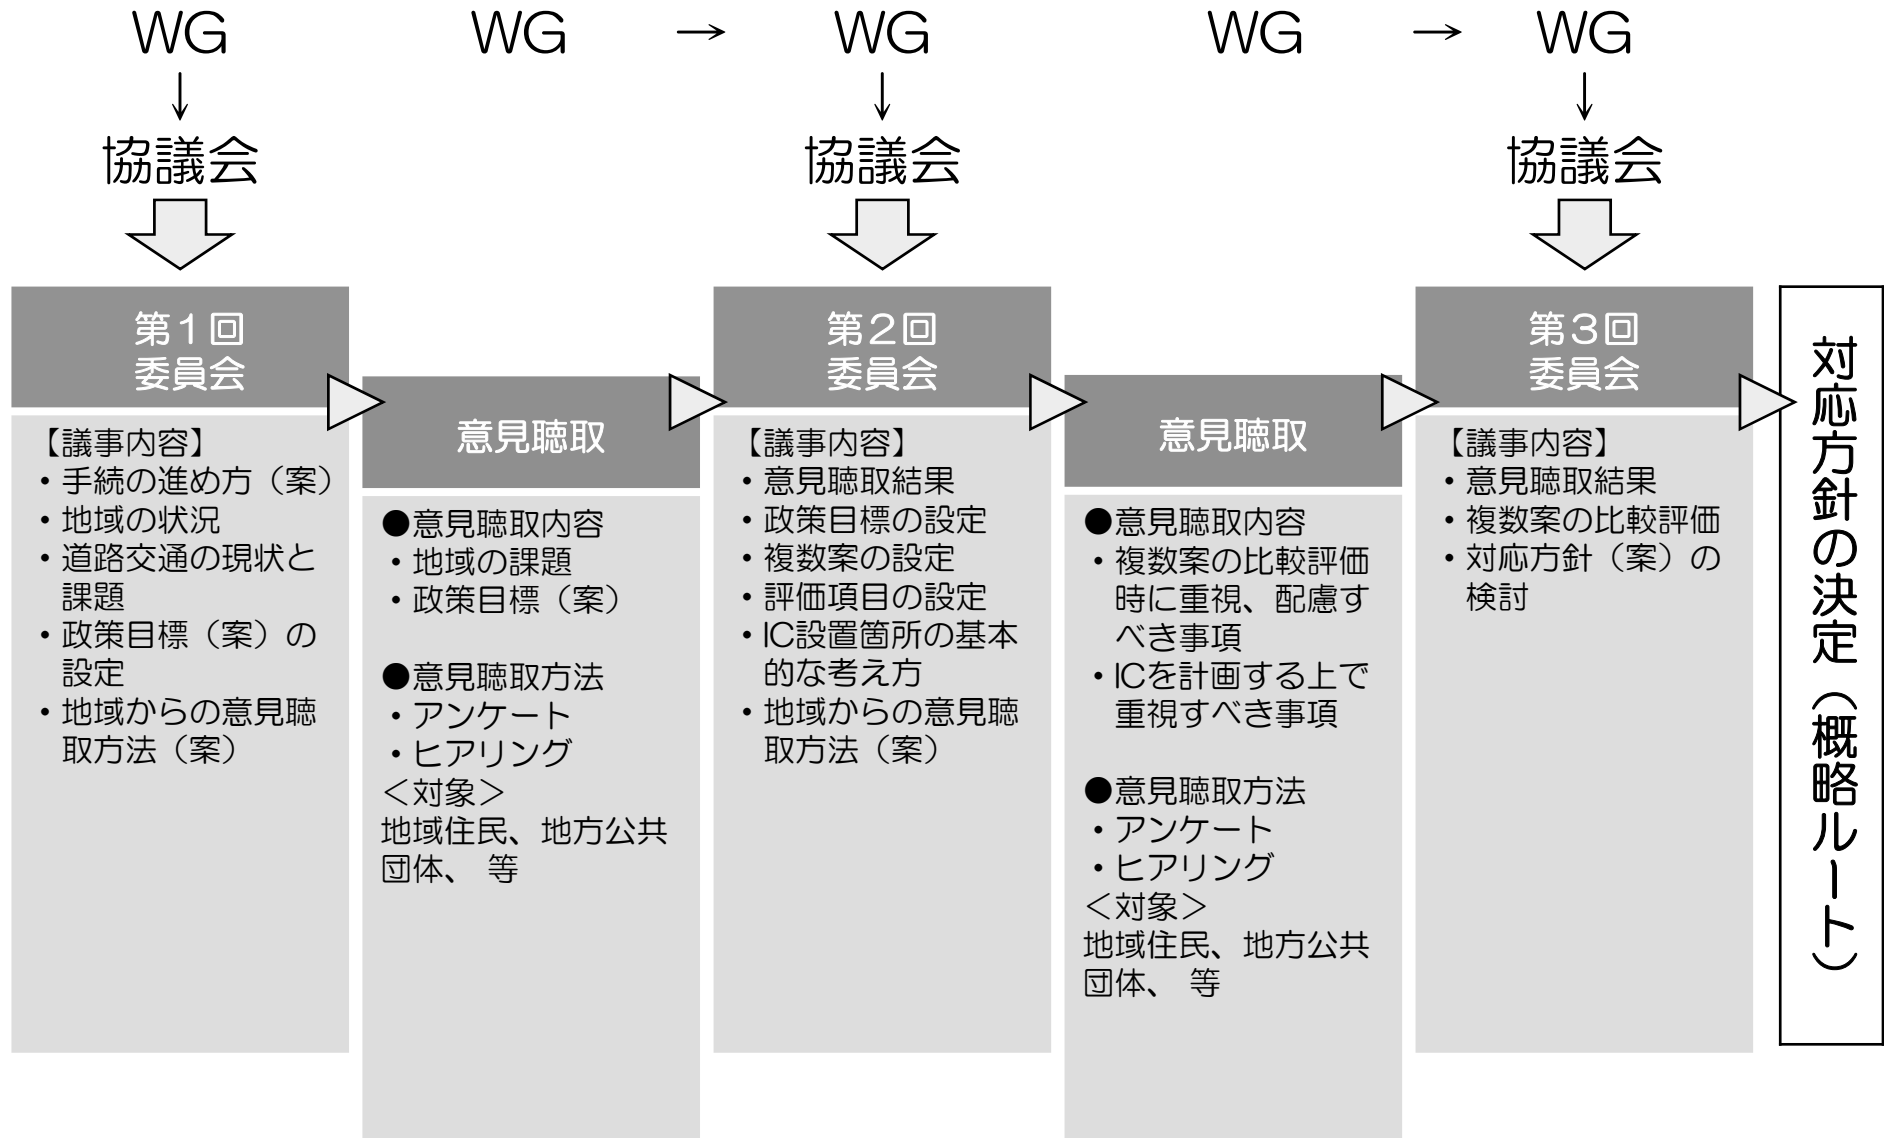 WG
WG → WG
WG → WG
↓
↓
↓
協議会
協議会
協議会
第1回
委員会
【議事内容】
・手続の進め方（案）
・地域の状況
・道路交通の現状と
課題
・政策目標（案）の
設定
・地域からの意見聴
取方法（案）
意見聴取
●意見聴取内容
・地域の課題
・政策目標（案）
●意見聴取方法
・アンケート
・ヒアリング
＜対象＞
地域住民、地方公共
団体、 等
第2回
委員会
【議事内容】
・意見聴取結果
・政策目標の設定
・複数案の設定
・評価項目の設定
・IC設置箇所の基本
的な考え方
・地域からの意見聴
取方法（案）
意見聴取
●意見聴取内容
・複数案の比較評価
時に重視、配慮す
べき事項
・ICを計画する上で
重視すべき事項
●意見聴取方法
・アンケート
・ヒアリング
＜対象＞
地域住民、地方公共
団体、 等
第3回
委員会
【議事内容】
・意見聴取結果
・複数案の比較評価
・対応方針（案）の
検討
対応方針の決定（概略ルート）